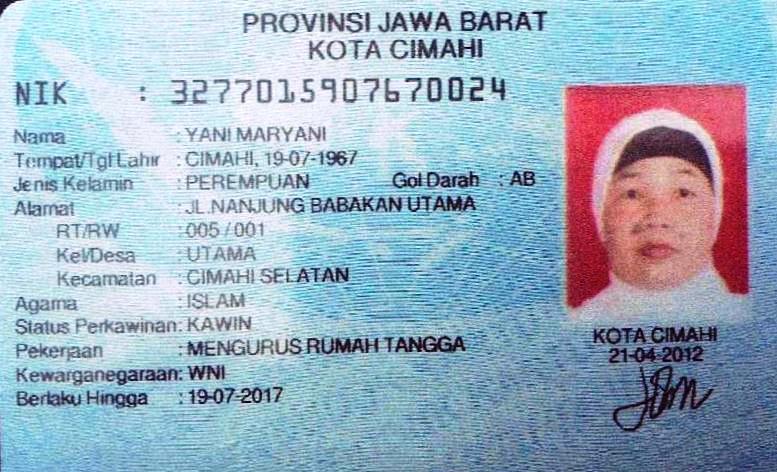 PROVINSI JAWA BARAT
KOTA CIMAHI
NIK : 3277015907670024
Nama : YANI MARYANI
Tempat/Tgl Lahir : CIMAHI, 19-07-1967
Jenis Kelamin : PEREMPUAN Gol Darah : AB
Alamat : JL.NANJUNG BABAKAN UTAMA
RT/RW : 005 / 001
Kel/Desa : UTAMA
Kecamatan : CIMAHI SELATAN
Agama : ISLAM
Status Perkawinan: KAWIN
Pekerjaan : MENGURUS RUMAH TANGGA
Kewarganegaraan: WNI
Berlaku Hingga : 19-07-2017
KOTA CIMAHI
21-04-2012